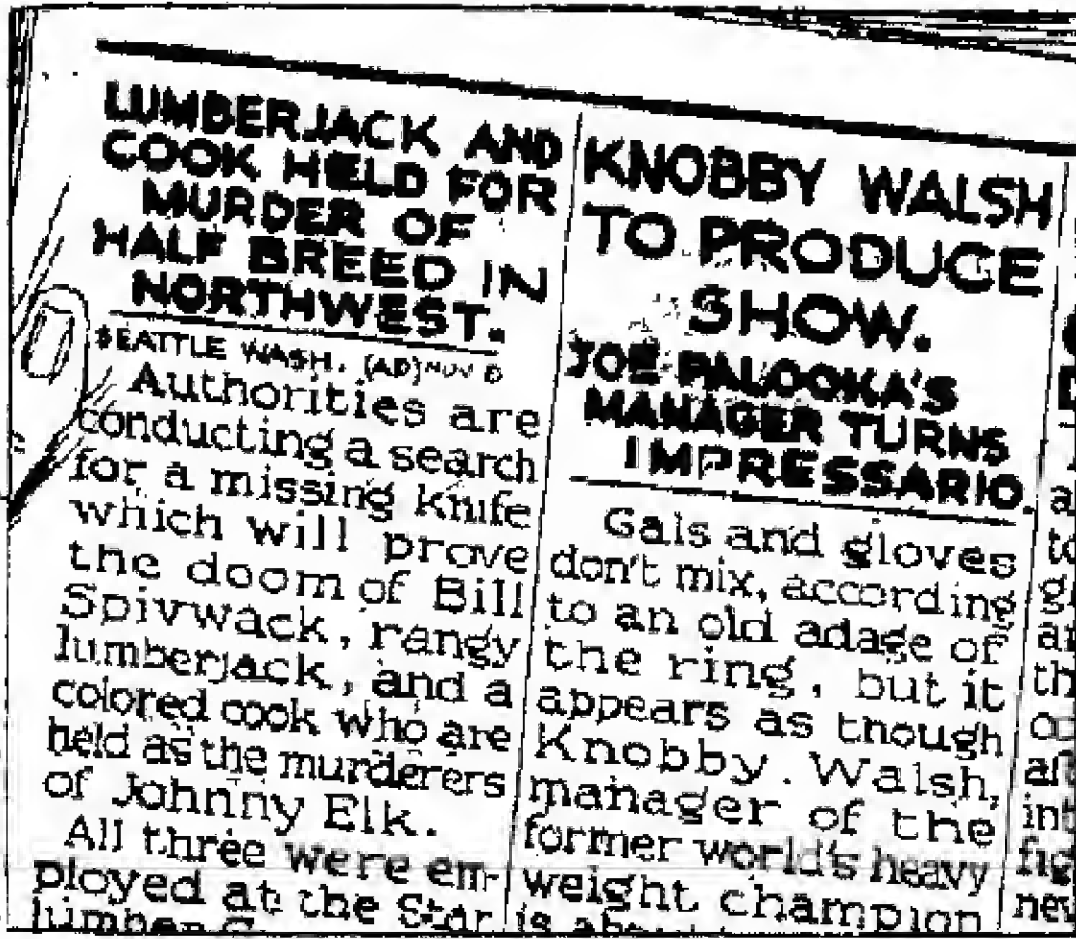 LUMBERJACK AND
COOK HELD FOR
MURDER OF
HALF BREED IN
NORTHWEST.
SEATTLE WASH. (AD) NOV
Authorities are
conducting a search
for a missing knife
which will prove
the doom of Bill
Spivwack, rangy
lumberjack, and a
colored cook who are
held as the murderers
of Johnny Elk.
All three were em-
ployed at the Star
KNOBBY WALSH
TO PRODUCE
SHOW.
JOE PALOOKA'S
MANAGER TURNS
IMPRESSARIO.
Gals and gloves
don't mix, according
to an old adage of
the ring, but it
appears as though
Knobby. Walsh,
manager of the
former world's heavy
weight champion